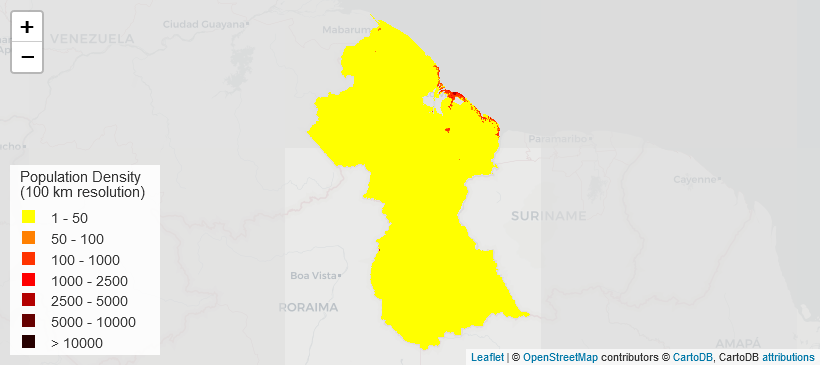 +
−
Ciudad Guayana
VENEZUELA
Mabaruma
Paramaribo
Cayenne
SURINAME
Boa Vista
RORAIMA
AMAPÁ
Population Density
(100 km resolution)
1 - 50
50 - 100
100 - 1000
1000 - 2500
2500 - 5000
5000 - 10000
> 10000
Leaflet | © OpenStreetMap contributors © CartoDB, CartoDB attributions